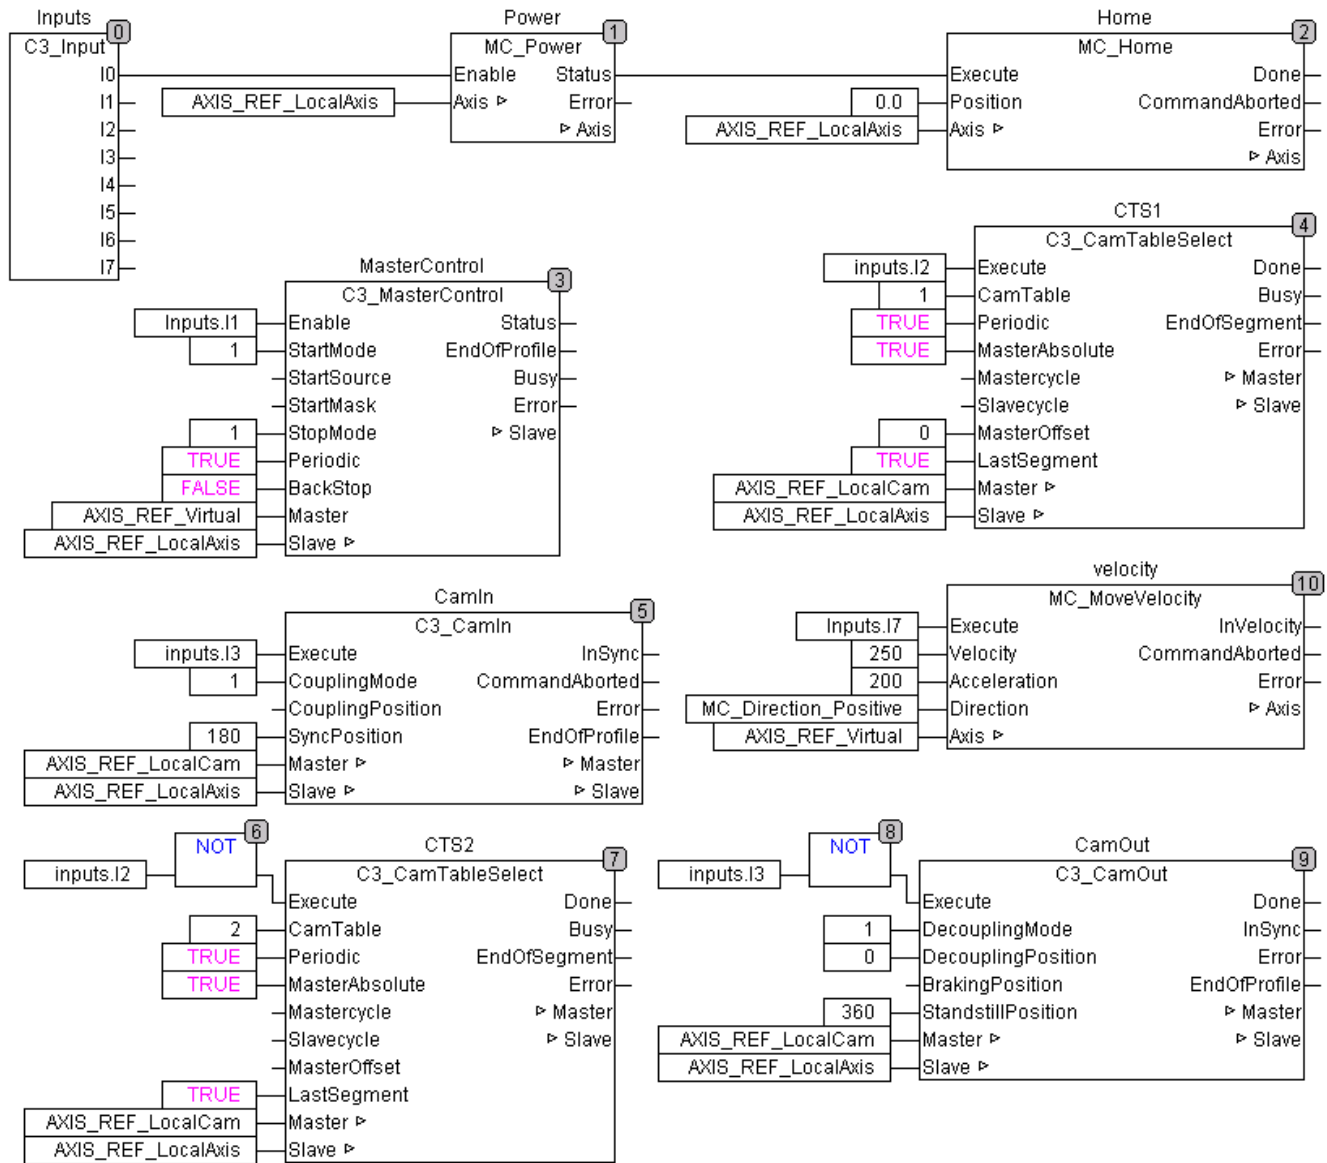 Inputs
0
C3_Input
I0
I1
I2
I3
I4
I5
I6
I7
Power
1
MC_Power
Enable Status
AXIS_REF_LocalAxis Axis Error
Axis
Home
2
MC_Home
Execute Done
0.0 Position CommandAborted
AXIS_REF_LocalAxis Axis Error
Axis
MasterControl
3
C3_MasterControl
Inputs.I1 Enable Status
1 StartMode EndOfProfile
StartSource Busy
StartMask Error
1 StopMode Slave
TRUE Periodic
FALSE BackStop
AXIS_REF_Virtual Master
AXIS_REF_LocalAxis Slave
CTS1
4
C3_CamTableSelect
inputs.I2 Execute Done
1 CamTable Busy
TRUE Periodic EndOfSegment
TRUE MasterAbsolute Error
Mastercycle Master
Slavecycle Slave
0 MasterOffset
TRUE LastSegment
AXIS_REF_LocalCam Master
AXIS_REF_LocalAxis Slave
CamIn
5
C3_CamIn
inputs.I3 Execute InSync
1 CouplingMode CommandAborted
CouplingPosition Error
180 SyncPosition EndOfProfile
AXIS_REF_LocalCam Master Master
AXIS_REF_LocalAxis Slave Slave
velocity
10
MC_MoveVelocity
Inputs.I7 Execute InVelocity
250 Velocity CommandAborted
200 Acceleration Error
MC_Direction_Positive Direction Axis
AXIS_REF_Virtual Axis
6
NOT
inputs.I2
CTS2
7
C3_CamTableSelect
Execute Done
2 CamTable Busy
TRUE Periodic EndOfSegment
TRUE MasterAbsolute Error
Mastercycle Master
Slavecycle Slave
MasterOffset
TRUE LastSegment
AXIS_REF_LocalCam Master
AXIS_REF_LocalAxis Slave
8
NOT
inputs.I3
CamOut
9
C3_CamOut
Execute Done
1 DecouplingMode InSync
0 DecouplingPosition Error
BrakingPosition EndOfProfile
360 StandstillPosition Master
AXIS_REF_LocalCam Master Slave
AXIS_REF_LocalAxis Slave